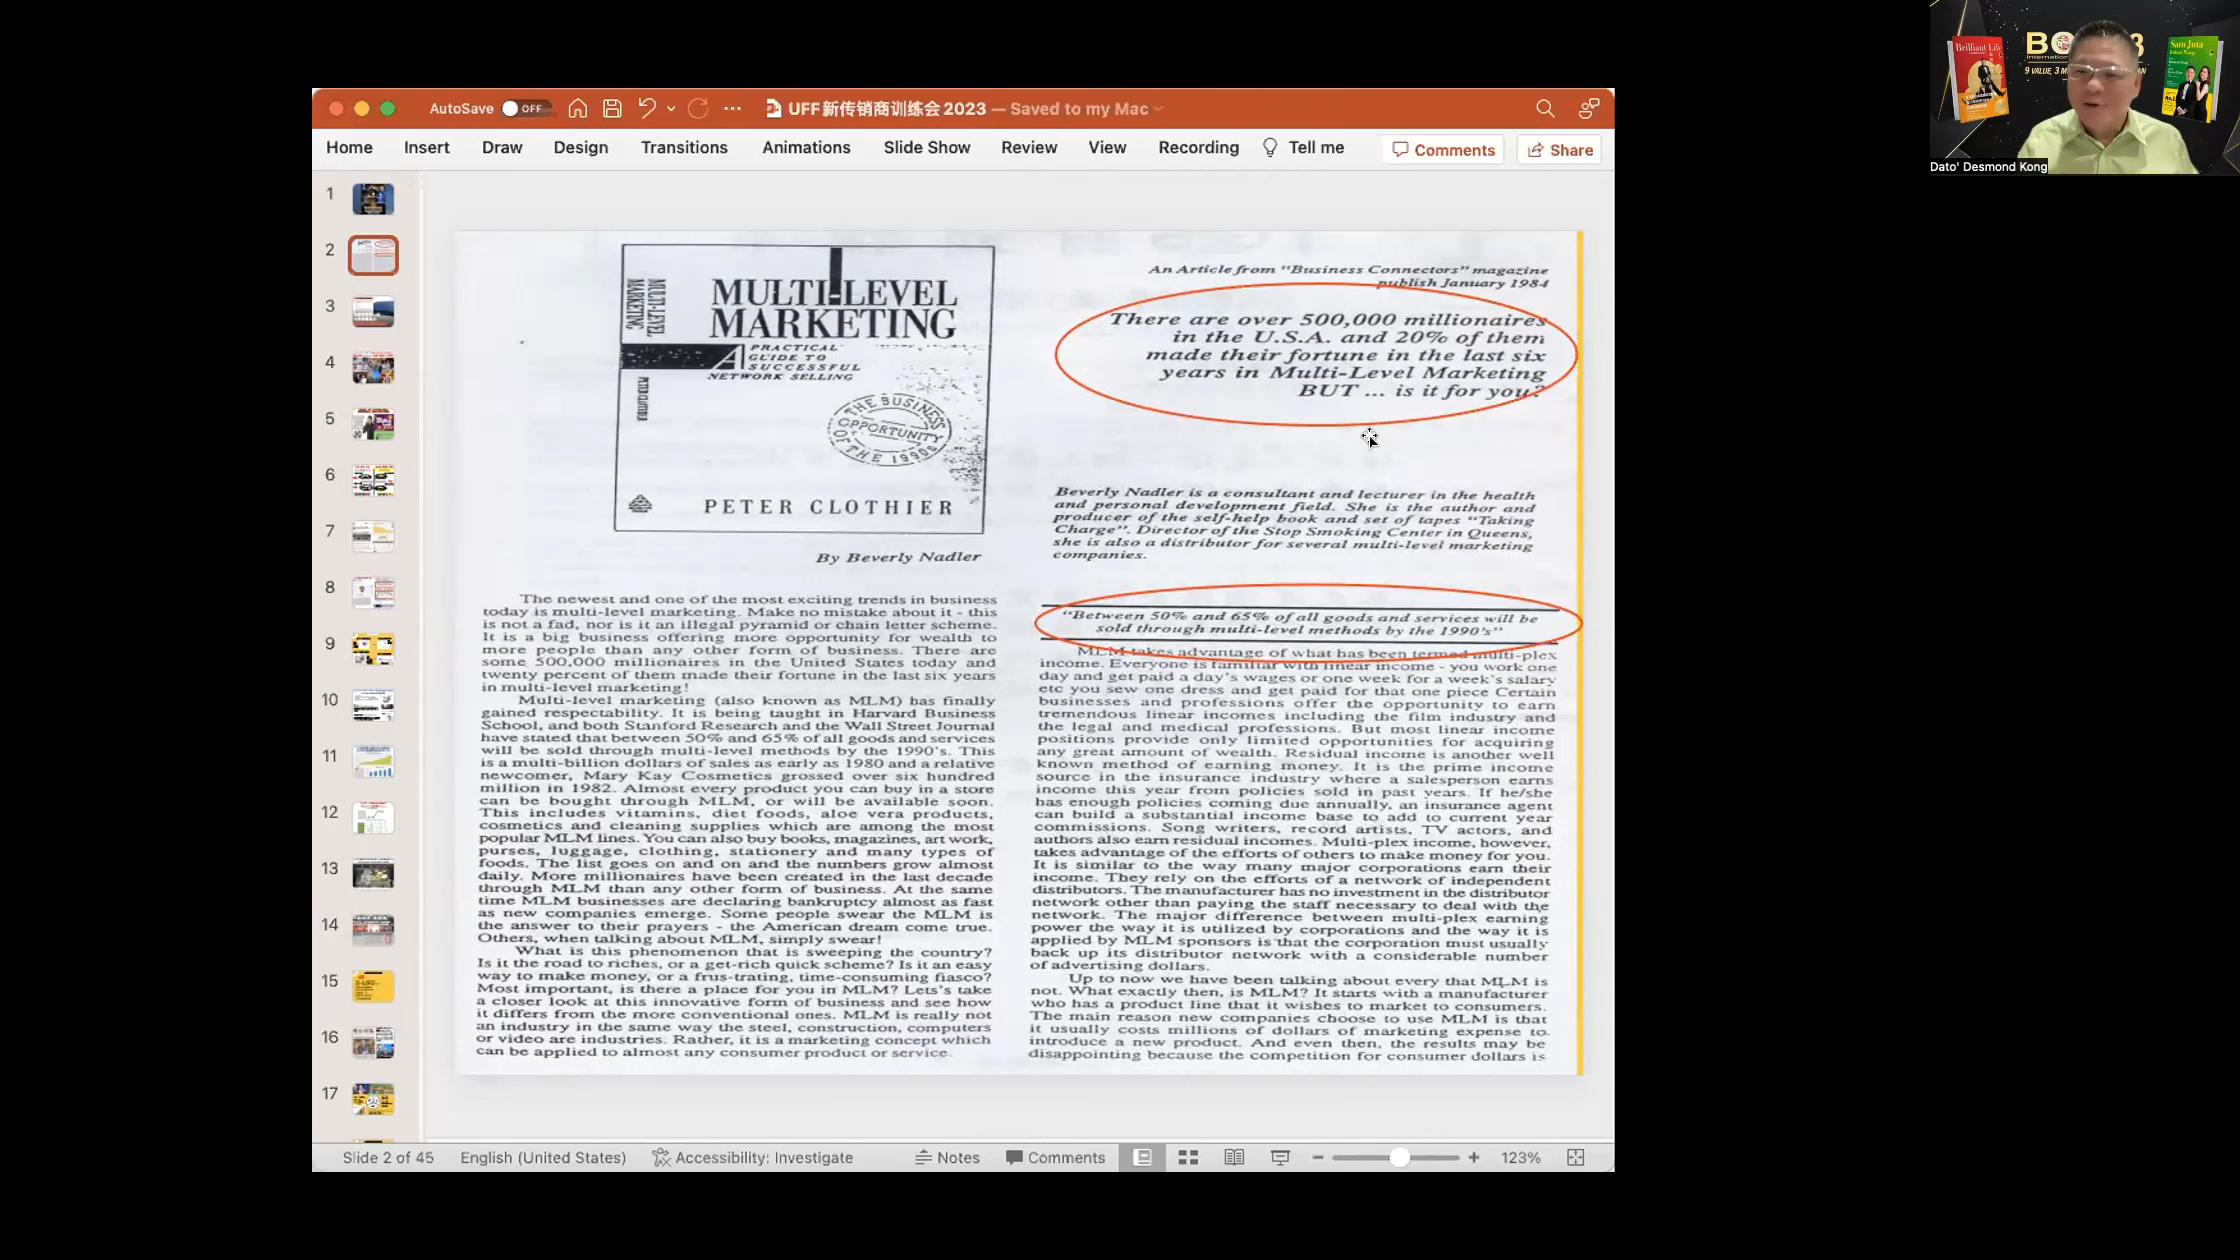 AutoSave OFF
UFF新传销商训练会2023 — Saved to my Mac
Home Insert Draw Design Transitions Animations Slide Show Review View Recording Tell me Comments Share
1
2
3
4
5
6
7
8
9
10
11
12
13
14
15
16
17
MULTI-LEVEL MARKETING
MULTI-LEVEL
MARKETING
A PRACTICAL
GUIDE TO
SUCCESSFUL
NETWORK SELLING
THE BUSINESS
OPPORTUNITY
OF THE 1990s
PETER CLOTHIER
By Beverly Nadler
The newest and one of the most exciting trends in business
today is multi-level marketing. Make no mistake about it - this
is not a fad, nor is it an illegal pyramid or chain letter scheme.
It is a big business offering more opportunity for wealth to
more people than any other form of business. There are
some 500,000 millionaires in the United States today and
twenty percent of them made their fortune in the last six years
in multi-level marketing!
Multi-level marketing (also known as MLM) has finally
gained respectability. It is being taught in Harvard Business
School, and both Stanford Research and the Wall Street Journal
have stated that between 50% and 65% of all goods and services
will be sold through multi-level methods by the 1990's. This
is a multi-billion dollars of sales as early as 1980 and a relative
newcomer, Mary Kay Cosmetics grossed over six hundred
million in 1982. Almost every product you can buy in a store
can be bought through MLM, or will be available soon.
This includes vitamins, diet foods, aloe vera products,
cosmetics and cleaning supplies which are among the most
popular MLM lines. You can also buy books, magazines, art work,
purses, luggage, clothing, stationery and many types of
foods. The list goes on and on and the numbers grow almost
daily. More millionaires have been created in the last decade
through MLM than any other form of business. At the same
time MLM businesses are declaring bankruptcy almost as fast
as new companies emerge. Some people swear the MLM is
the answer to their prayers - the American dream come true.
Others, when talking about MLM, simply swear!
What is this phenomenon that is sweeping the country?
Is it the road to riches, or a get-rich quick scheme? Is it an easy
way to make money, or a frus-trating, time-consuming fiasco?
Most important, is there a place for you in MLM? Lets's take
a closer look at this innovative form of business and see how
it differs from the more conventional ones. MLM is really not
an industry in the same way the steel, construction, computers
or video are industries. Rather, it is a marketing concept which
can be applied to almost any consumer product or service.
An Article from "Business Connectors" magazine
publish January 1984
There are over 500,000 millionaires
in the U.S.A. and 20% of them
made their fortune in the last six
years in Multi-Level Marketing
BUT ... is it for you?
Beverly Nadler is a consultant and lecturer in the health
and personal development field. She is the author and
producer of the self-help book and set of tapes "Taking
Charge". Director of the Stop Smoking Center in Queens,
she is also a distributor for several multi-level marketing
companies.
"Between 50% and 65% of all goods and services will be
sold through multi-level methods by the 1990's"
MLM takes advantage of what has been termed multi-plex
income. Everyone is familiar with linear income - you work one
day and get paid a day's wages or one week for a week's salary
etc you sew one dress and get paid for that one piece Certain
businesses and professions offer the opportunity to earn
tremendous linear incomes including the film industry and
the legal and medical professions. But most linear income
positions provide only limited opportunities for acquiring
any great amount of wealth. Residual income is another well
known method of earning money. It is the prime income
source in the insurance industry where a salesperson earns
income this year from policies sold in past years. If he/she
has enough policies coming due annually, an insurance agent
can build a substantial income base to add to current year
commissions. Song writers, record artists, TV actors, and
authors also earn residual incomes. Multi-plex income, however,
takes advantage of the efforts of others to make money for you.
It is similar to the way many major corporations earn their
income. They rely on the efforts of a network of independent
distributors. The manufacturer has no investment in the distributor
network other than paying the staff necessary to deal with the
network. The major difference between multi-plex earning
power the way it is utilized by corporations and the way it is
applied by MLM sponsors is that the corporation must usually
back up its distributor network with a considerable number
of advertising dollars.
Up to now we have been talking about every that MLM is
not. What exactly then, is MLM? It starts with a manufacturer
who has a product line that it wishes to market to consumers.
The main reason new companies choose to use MLM is that
it usually costs millions of dollars of marketing expense to
introduce a new product. And even then, the results may be
disappointing because the competition for consumer dollars is
Slide 2 of 45 English (United States) Accessibility: Investigate Notes Comments 123%
Brilliant Life
Satu Juta
9 VALUE, 3
Dato' Desmond Kong